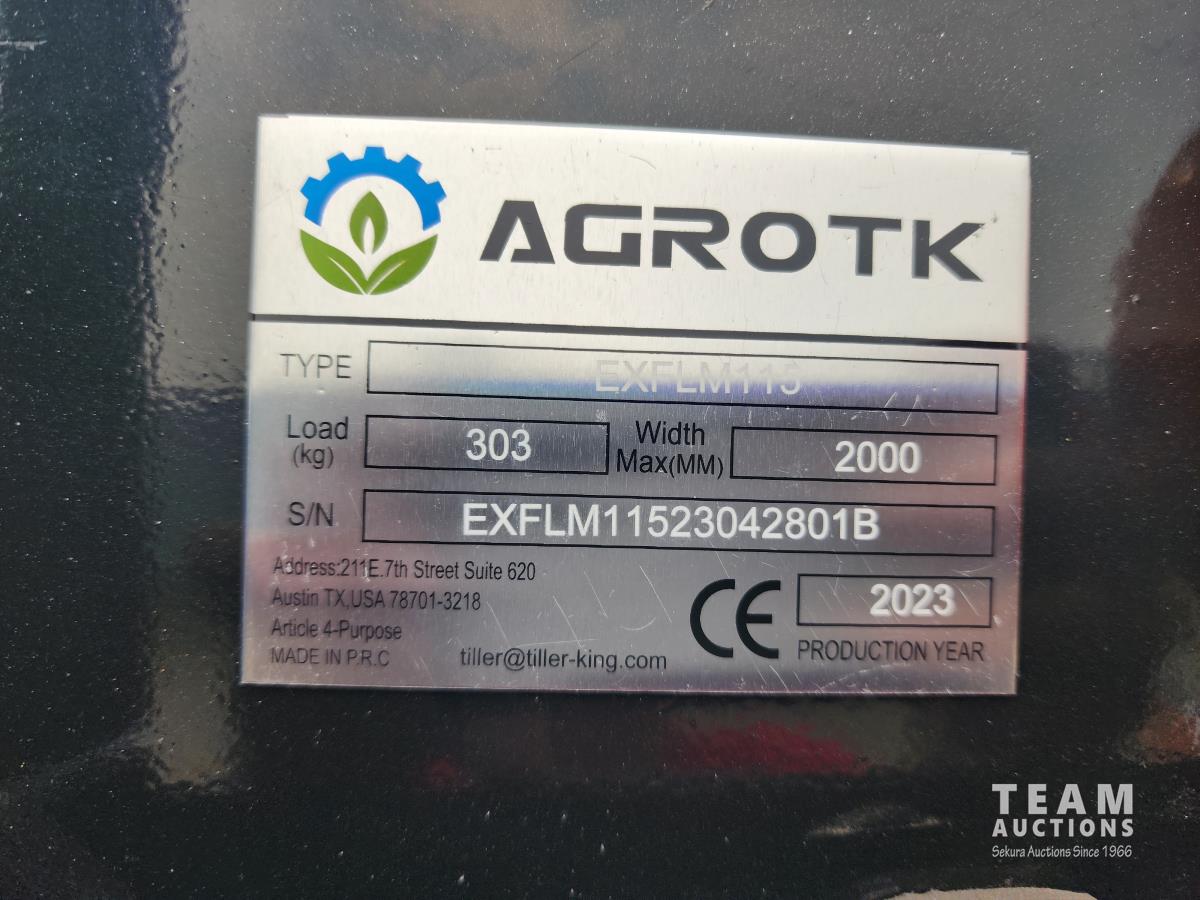 AGROTK
TYPE EXFLM115
Load (kg) 303 Width Max(MM) 2000
S/N EXFLM11523042801B
Address:211E.7th Street Suite 620
Austin TX,USA 78701-3218
Article 4-Purpose
MADE IN P.R.C
tiller@tiller-king.com
CE
2023
PRODUCTION YEAR
TEAM
AUCTIONS
Sekura Auctions Since 1966